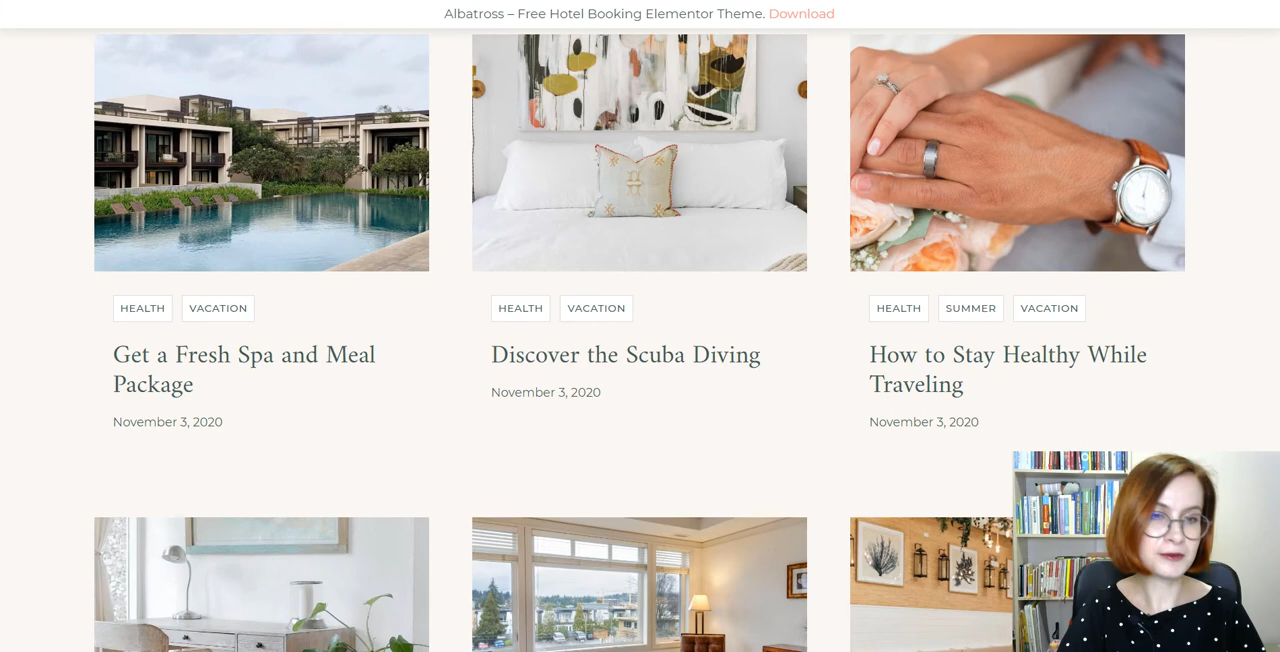 Albatross – Free Hotel Booking Elementor Theme. Download
HEALTH VACATION
Get a Fresh Spa and Meal
Package
November 3, 2020
HEALTH VACATION
Discover the Scuba Diving
November 3, 2020
HEALTH SUMMER VACATION
How to Stay Healthy While
Traveling
November 3, 2020